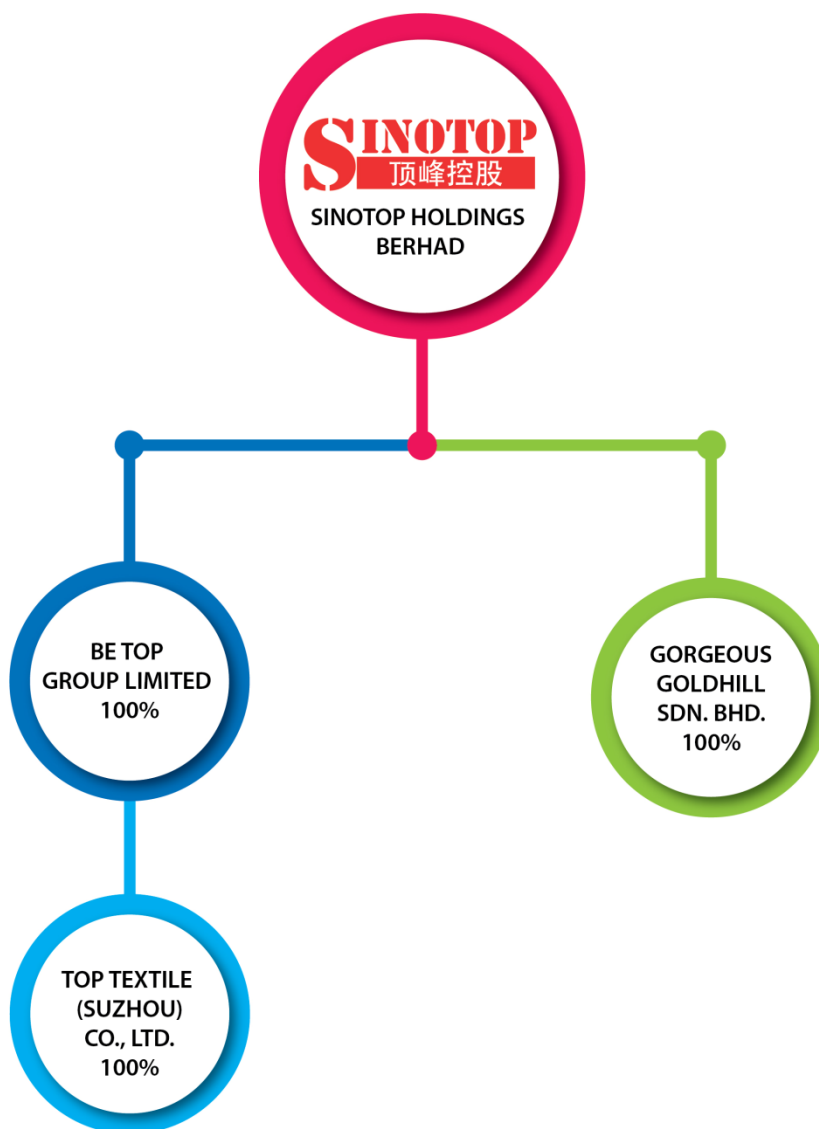 SINOTOP
顶峰控股
SINOTOP HOLDINGS
BERHAD
BE TOP
GROUP LIMITED
100%
GORGEOUS
GOLDHILL
SDN. BHD.
100%
TOP TEXTILE
(SUZHOU)
CO., LTD.
100%